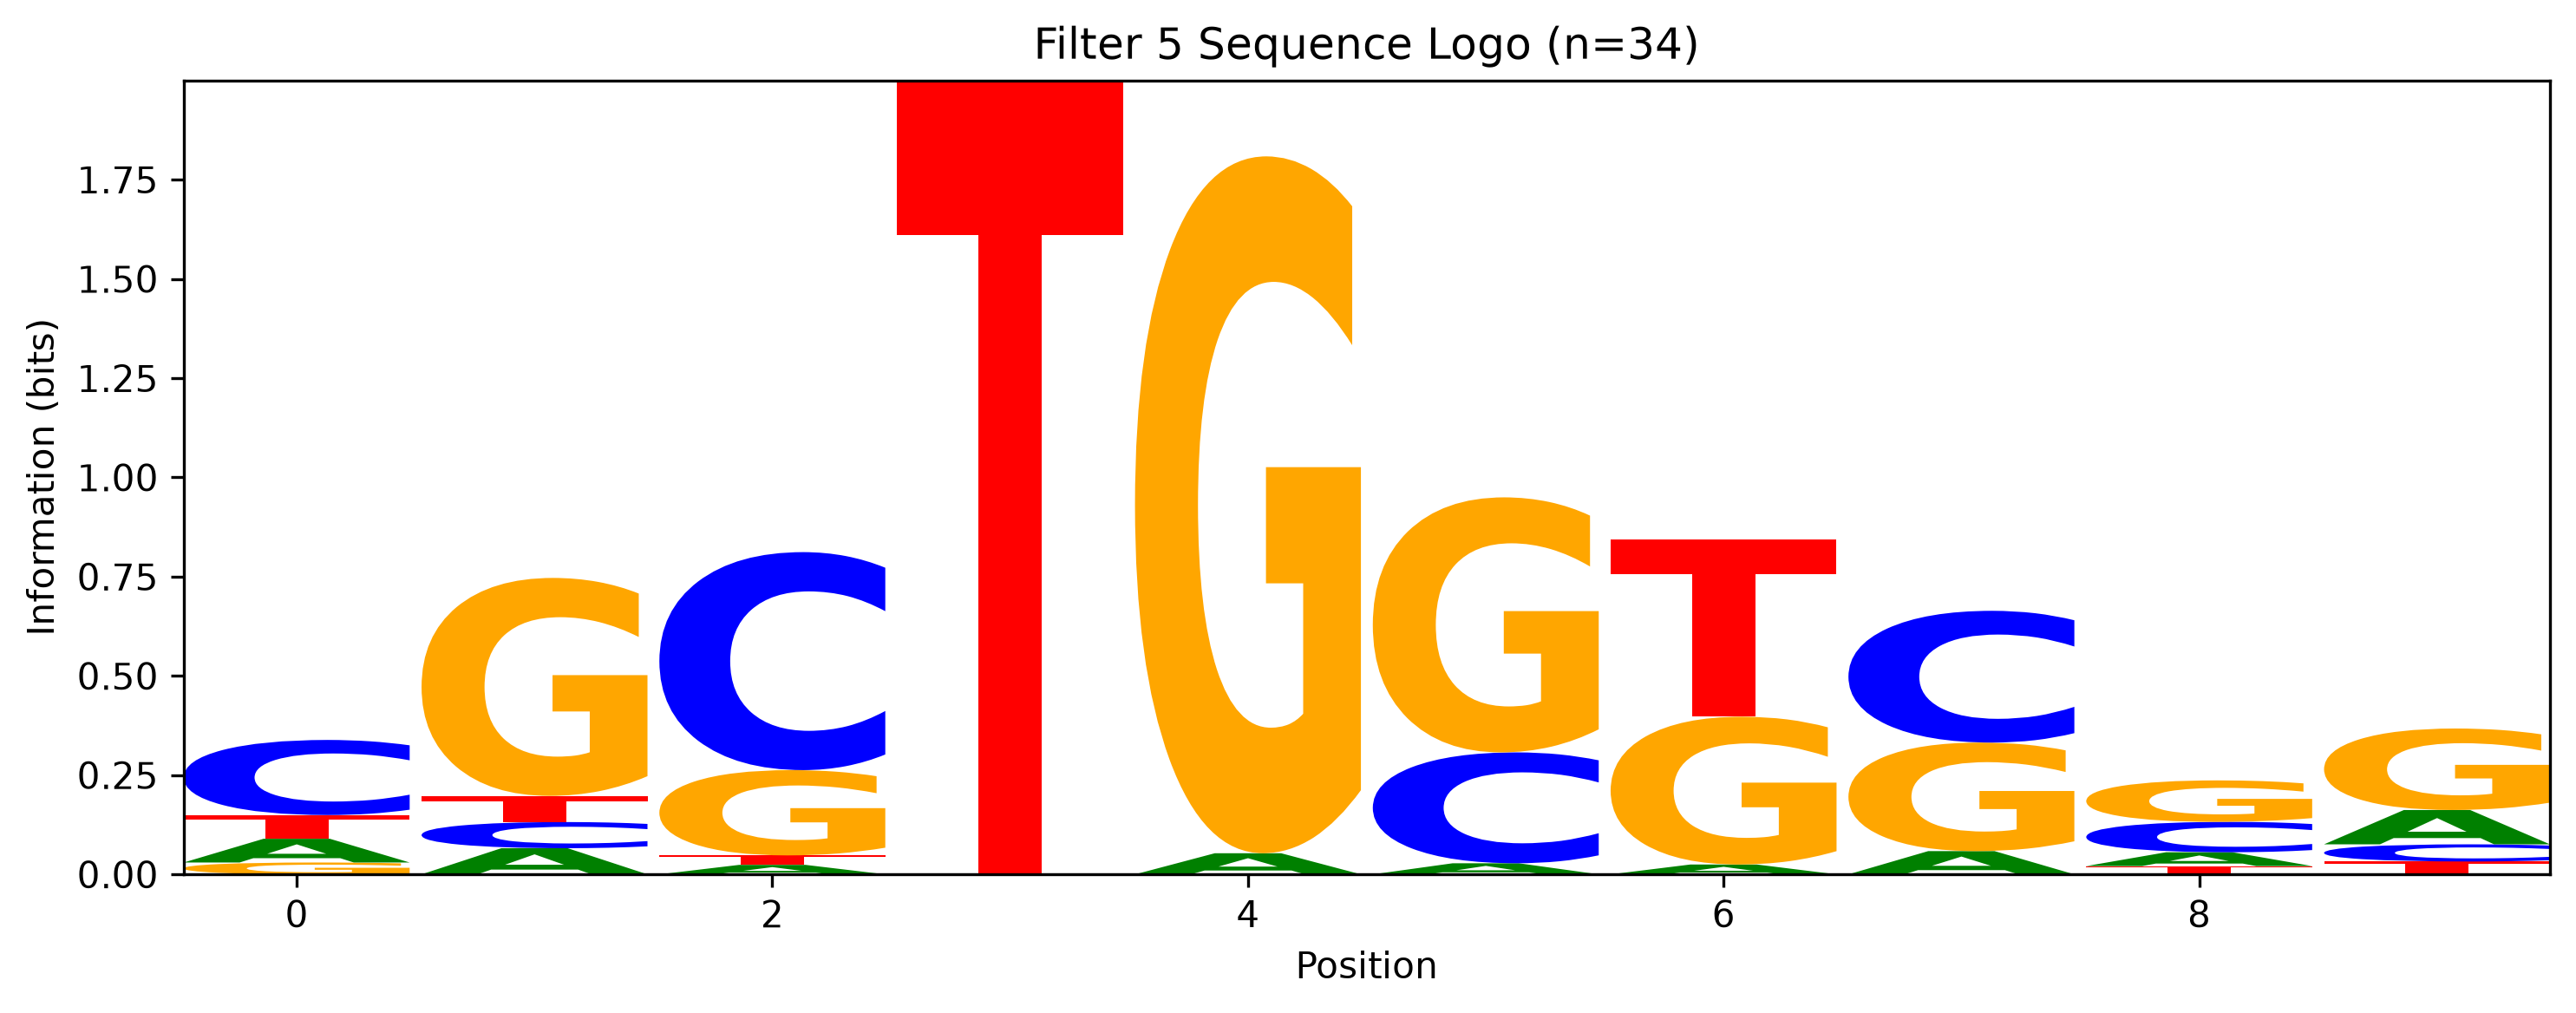 Filter 5 Sequence Logo (n=34)
Information (bits)
1.75
1.50
1.25
1.00
0.75
0.50
0.25
0.00
C T A G
G T C A
C G T A
T
G A
G C A
T G A
C G A
G C A T
G A C T
0 2 4 6 8
Position